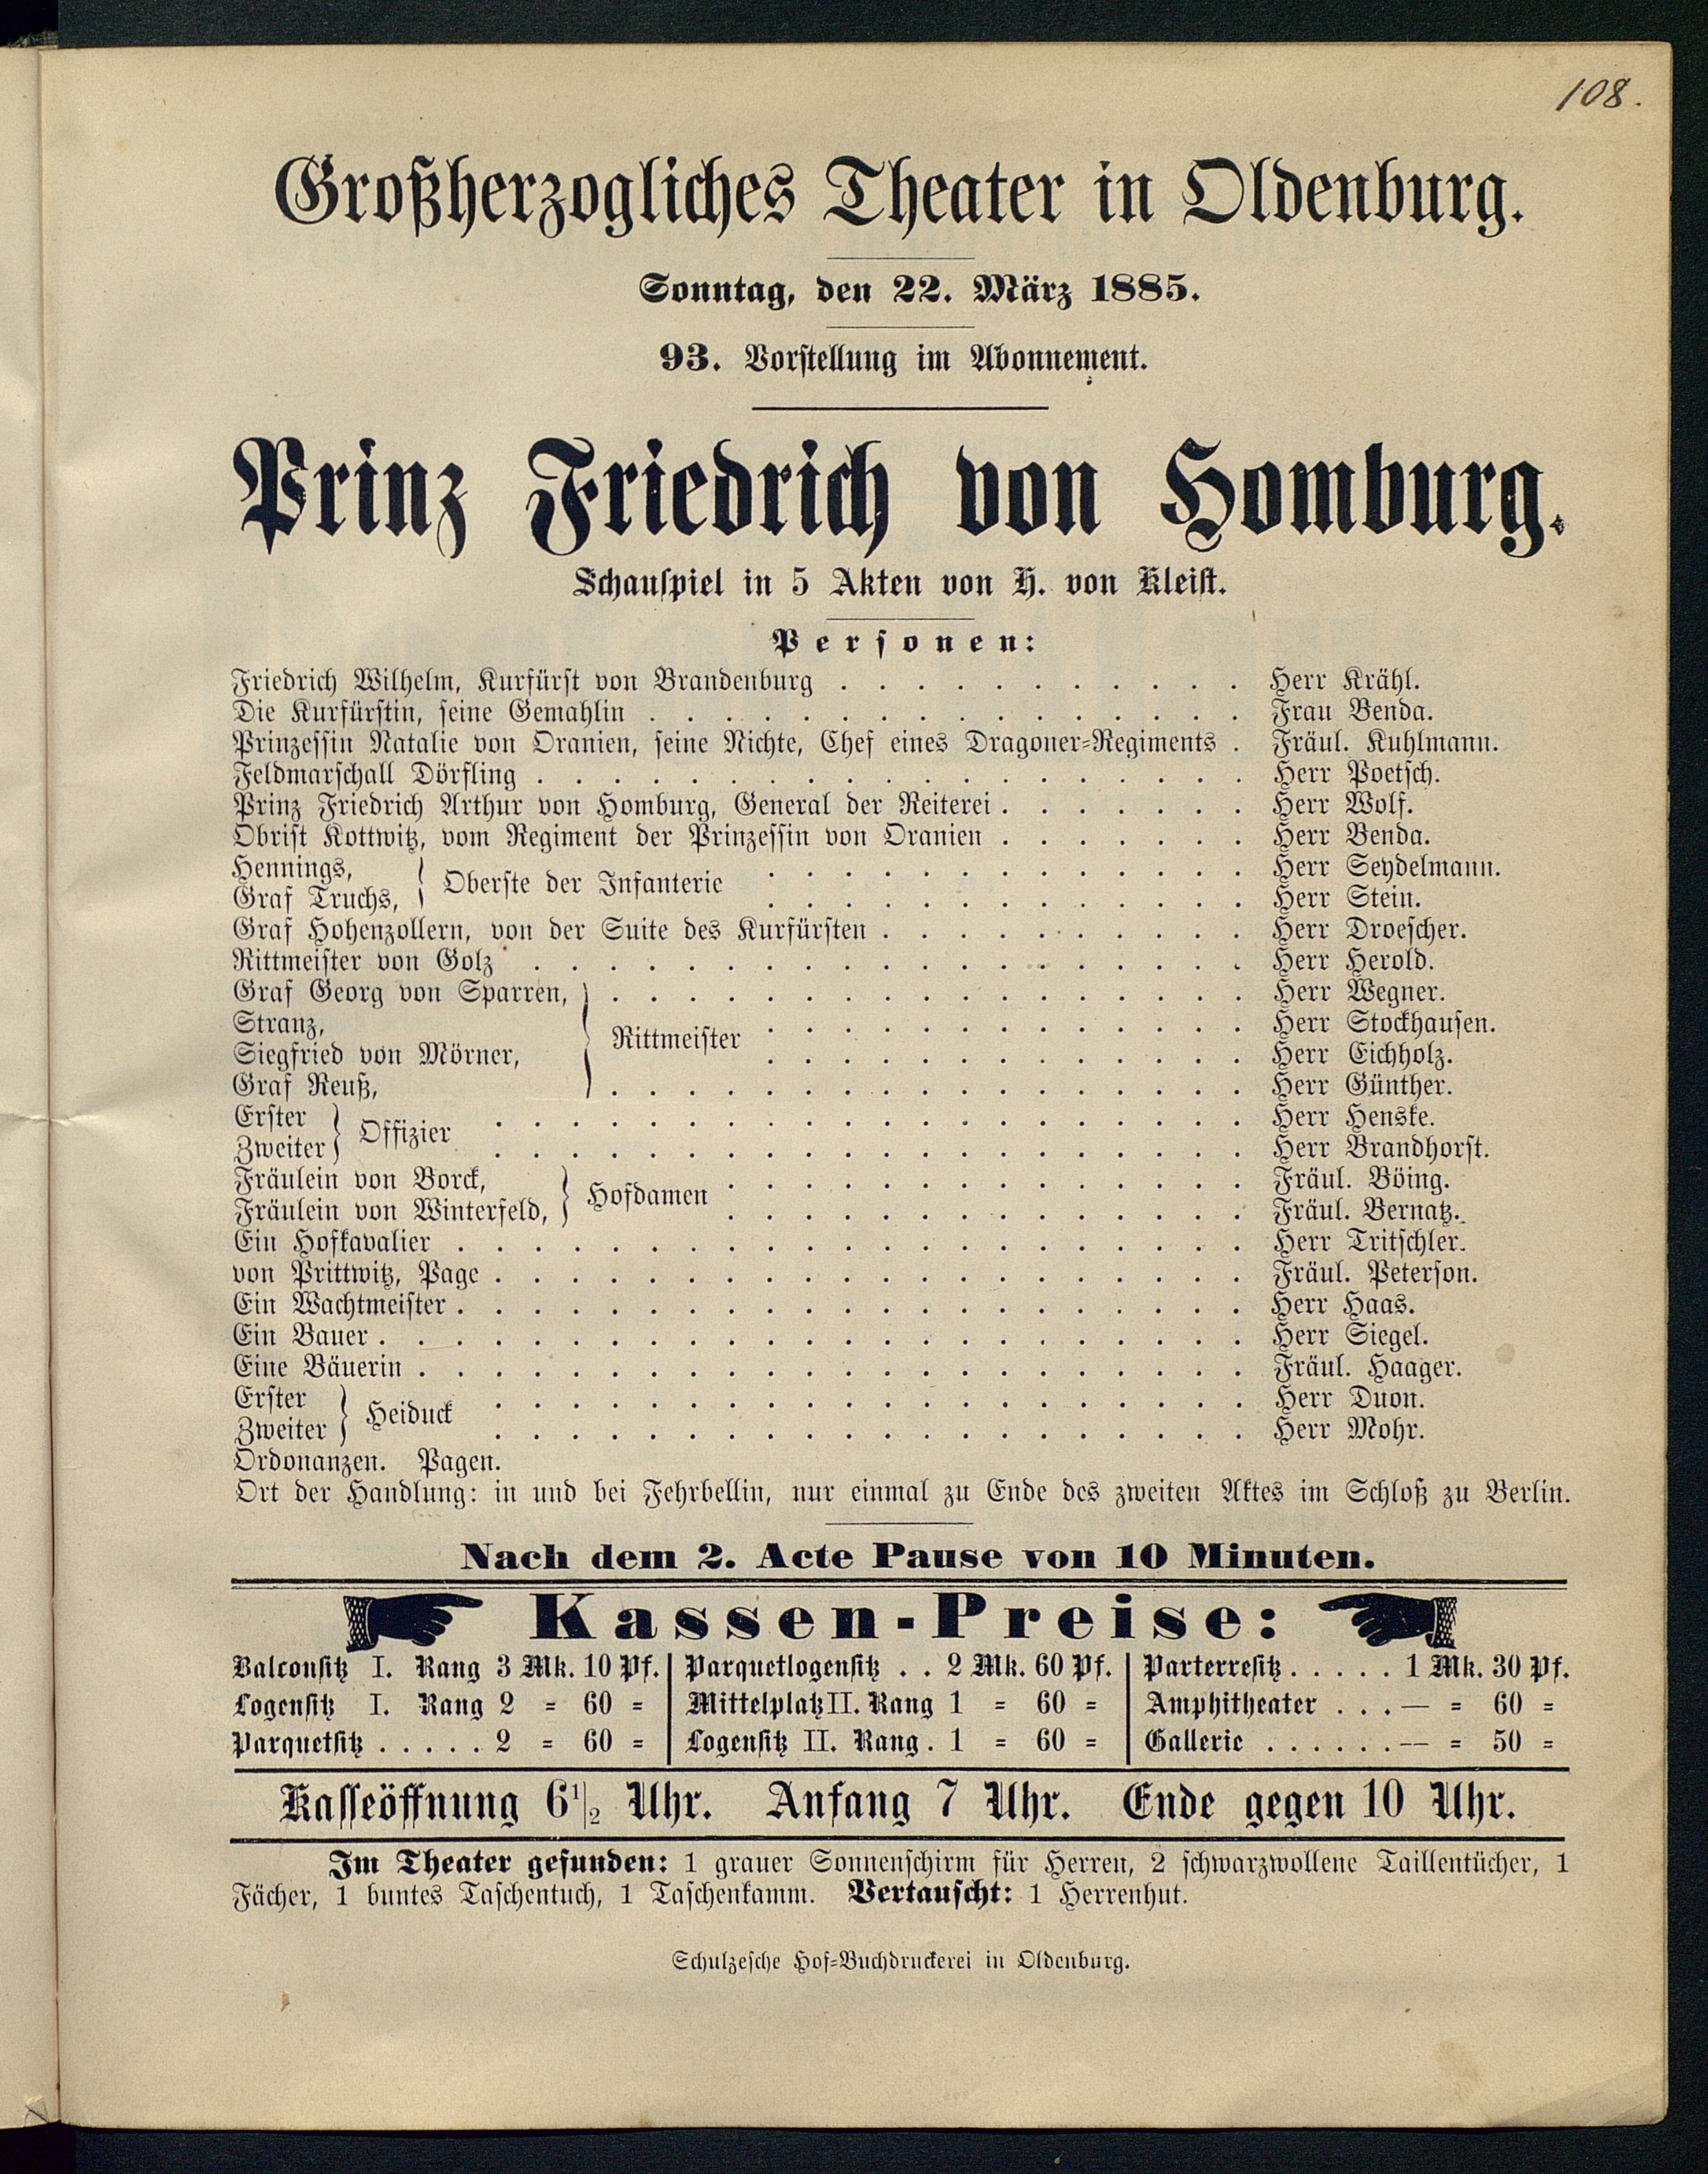 108.
Großherzogliches Theater in Oldenburg.
Sonntag, den 22. März 1885.
93. Vorstellung im Abonnement.
Prinz Friedrich von Homburg.
Schauspiel in 5 Akten von H. von Kleist.
Personen:
Friedrich Wilhelm, Kurfürst von Brandenburg . . . . . . . . . . . Herr Krähl.
Die Kurfürstin, seine Gemahlin . . . . . . . . . . . . . . . . Frau Benda.
Prinzessin Natalie von Oranien, seine Nichte, Chef eines Dragoner-Regiments . Fräul. Kuhlmann.
Feldmarschall Dörfling . . . . . . . . . . . . . . . . . . . Herr Poetsch.
Prinz Friedrich Arthur von Homburg, General der Reiterei . . . . . . . Herr Wolf.
Obrist Kottwitz, vom Regiment der Prinzessin von Oranien . . . . . . . Herr Benda.
Hennings, . . . . . . . . . . . . . Herr Seydelmann.
Oberste der Infanterie
Graf Truchs, . . . . . . . . . . . . . Herr Stein.
Graf Hohenzollern, von der Suite des Kurfürsten . . . . . . . . . . Herr Droescher.
Rittmeister von Golz . . . . . . . . . . . . . . . . . . . Herr Herold.
Graf Georg von Sparren, . . . . . . . . . . . . . . . . . Herr Wegner.
Stranz, . . . . . . . . . . . . . Herr Stockhausen.
Rittmeister
Siegfried von Mörner, . . . . . . . . . . . . . Herr Eichholz.
Graf Reuß, . . . . . . . . . . . . . . . . . Herr Günther.
Erster . . . . . . . . . . . . . . . . . . . . Herr Henske.
Offizier
Zweiter . . . . . . . . . . . . . . . . . . . . Herr Brandhorst.
Fräulein von Borck, . . . . . . . . . . . . . . Fräul. Böing.
Hofdamen
Fräulein von Winterfeld, . . . . . . . . . . . . . . Fräul. Bernatz.
Ein Hofkavalier . . . . . . . . . . . . . . . . . . . . . Herr Tritschler.
von Prittwitz, Page . . . . . . . . . . . . . . . . . . . . Fräul. Peterson.
Ein Wachtmeister . . . . . . . . . . . . . . . . . . . . . Herr Haas.
Ein Bauer . . . . . . . . . . . . . . . . . . . . . . . Herr Siegel.
Eine Bäuerin . . . . . . . . . . . . . . . . . . . . . . Fräul. Haager.
Erster . . . . . . . . . . . . . . . . . . . . Herr Duon.
Heiduck
Zweiter . . . . . . . . . . . . . . . . . . . . Herr Mohr.
Ordonanzen. Pagen.
Ort der Handlung: in und bei Fehrbellin, nur einmal zu Ende des zweiten Aktes im Schloß zu Berlin.
Nach dem 2. Acte Pause von 10 Minuten.
Kassen-Preise:
Balconsitz I. Rang 3 Mk. 10 Pf. Parquetlogensitz . . 2 Mk. 60 Pf. Parterresitz . . . . . 1 Mk. 30 Pf.
Logensitz I. Rang 2 = 60 = Mittelplatz II. Rang 1 = 60 = Amphitheater . . . — = 60 =
Parquetsitz . . . . . 2 = 60 = Logensitz II. Rang . 1 = 60 = Gallerie . . . . . . — = 50 =
Kasseöffnung 6 1/2 Uhr. Anfang 7 Uhr. Ende gegen 10 Uhr.
Im Theater gefunden: 1 grauer Sonnenschirm für Herren, 2 schwarzwollene Taillentücher, 1
Fächer, 1 buntes Taschentuch, 1 Taschenkamm. Vertauscht: 1 Herrenhut.
Schulzesche Hof-Buchdruckerei in Oldenburg.